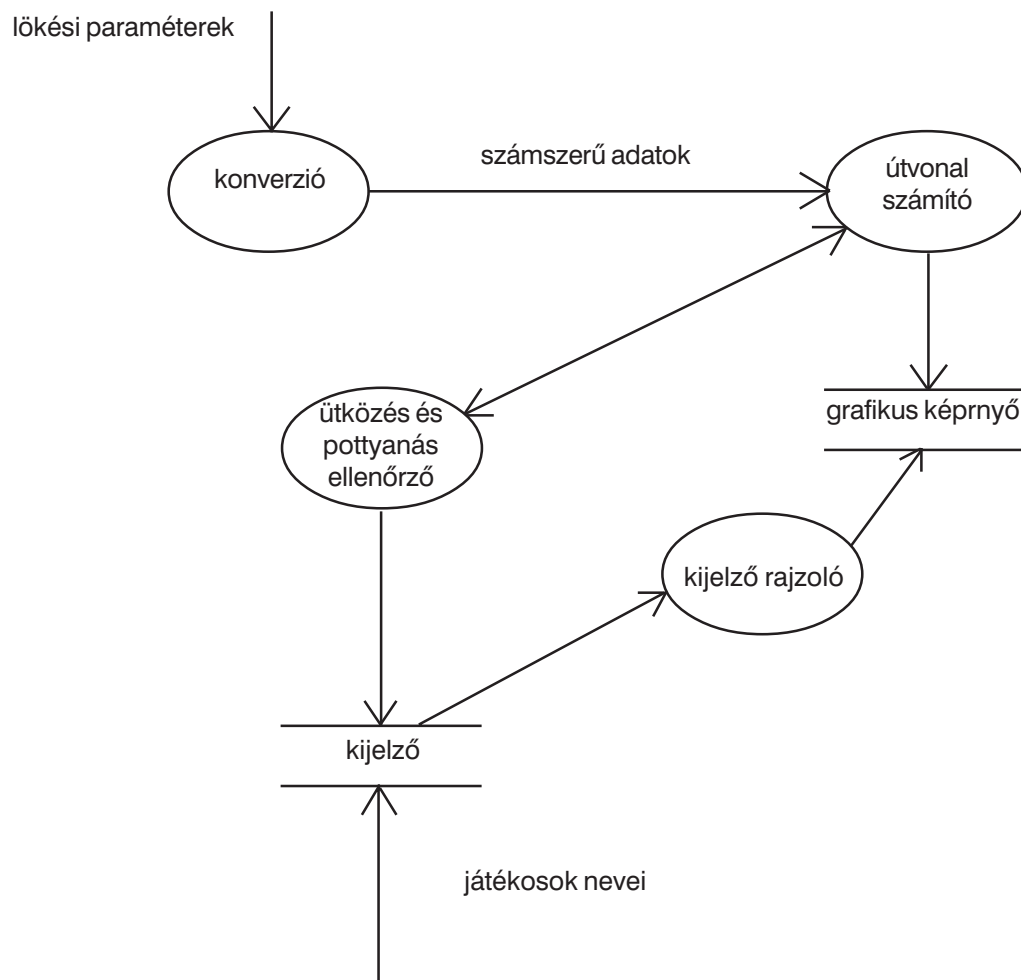 lökési paraméterek
konverzió
számszerű adatok
útvonal
számító
ütközés és
pottyanás
ellenőrző
grafikus képrnyő
kijelző rajzoló
kijelző
játékosok nevei